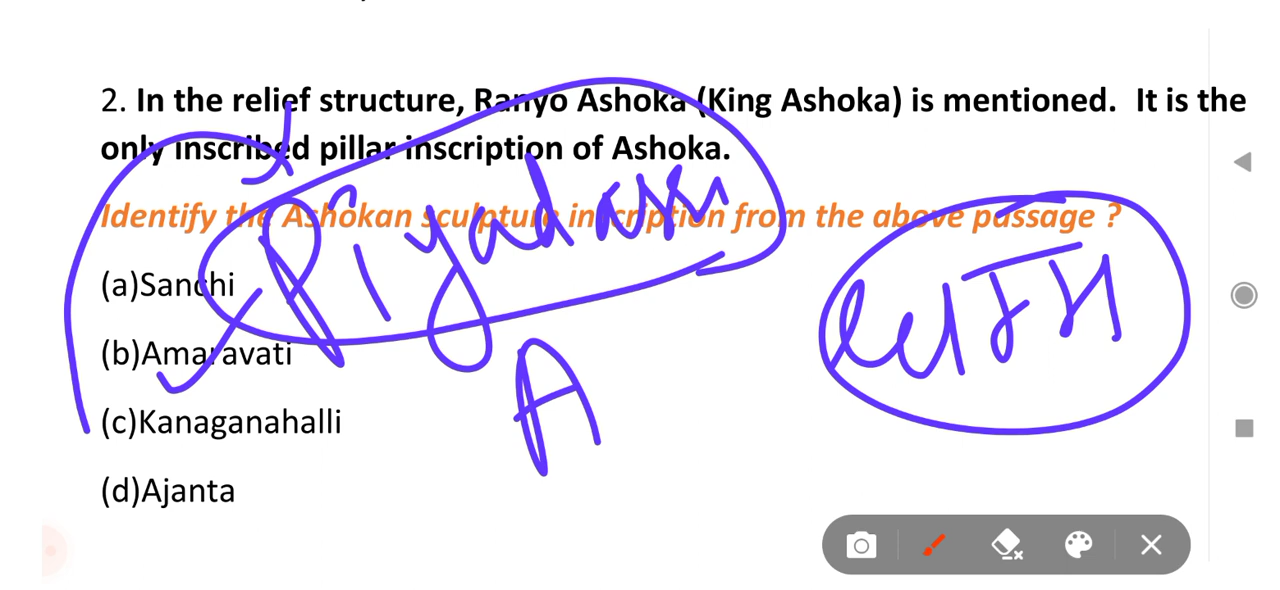 2. In the relief structure, Ranyo Ashoka (King Ashoka) is mentioned. It is the
only inscribed pillar inscription of Ashoka.
Identify the Ashokan sculpture inscription from the above passage ?
Piyadassi
(a)Sanchi
(b)Amaravati
A
(c)Kanaganahalli
(d)Ajanta